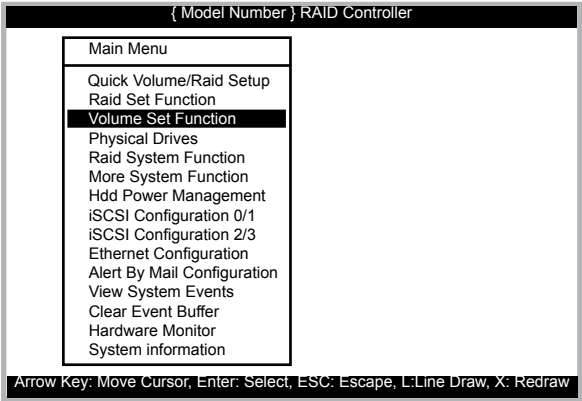 { Model Number } RAID Controller
Main Menu
Quick Volume/Raid Setup
Raid Set Function
Volume Set Function
Physical Drives
Raid System Function
More System Function
Hdd Power Management
iSCSI Configuration 0/1
iSCSI Configuration 2/3
Ethernet Configuration
Alert By Mail Configuration
View System Events
Clear Event Buffer
Hardware Monitor
System information
Arrow Key: Move Cursor, Enter: Select, ESC: Escape, L:Line Draw, X: Redraw